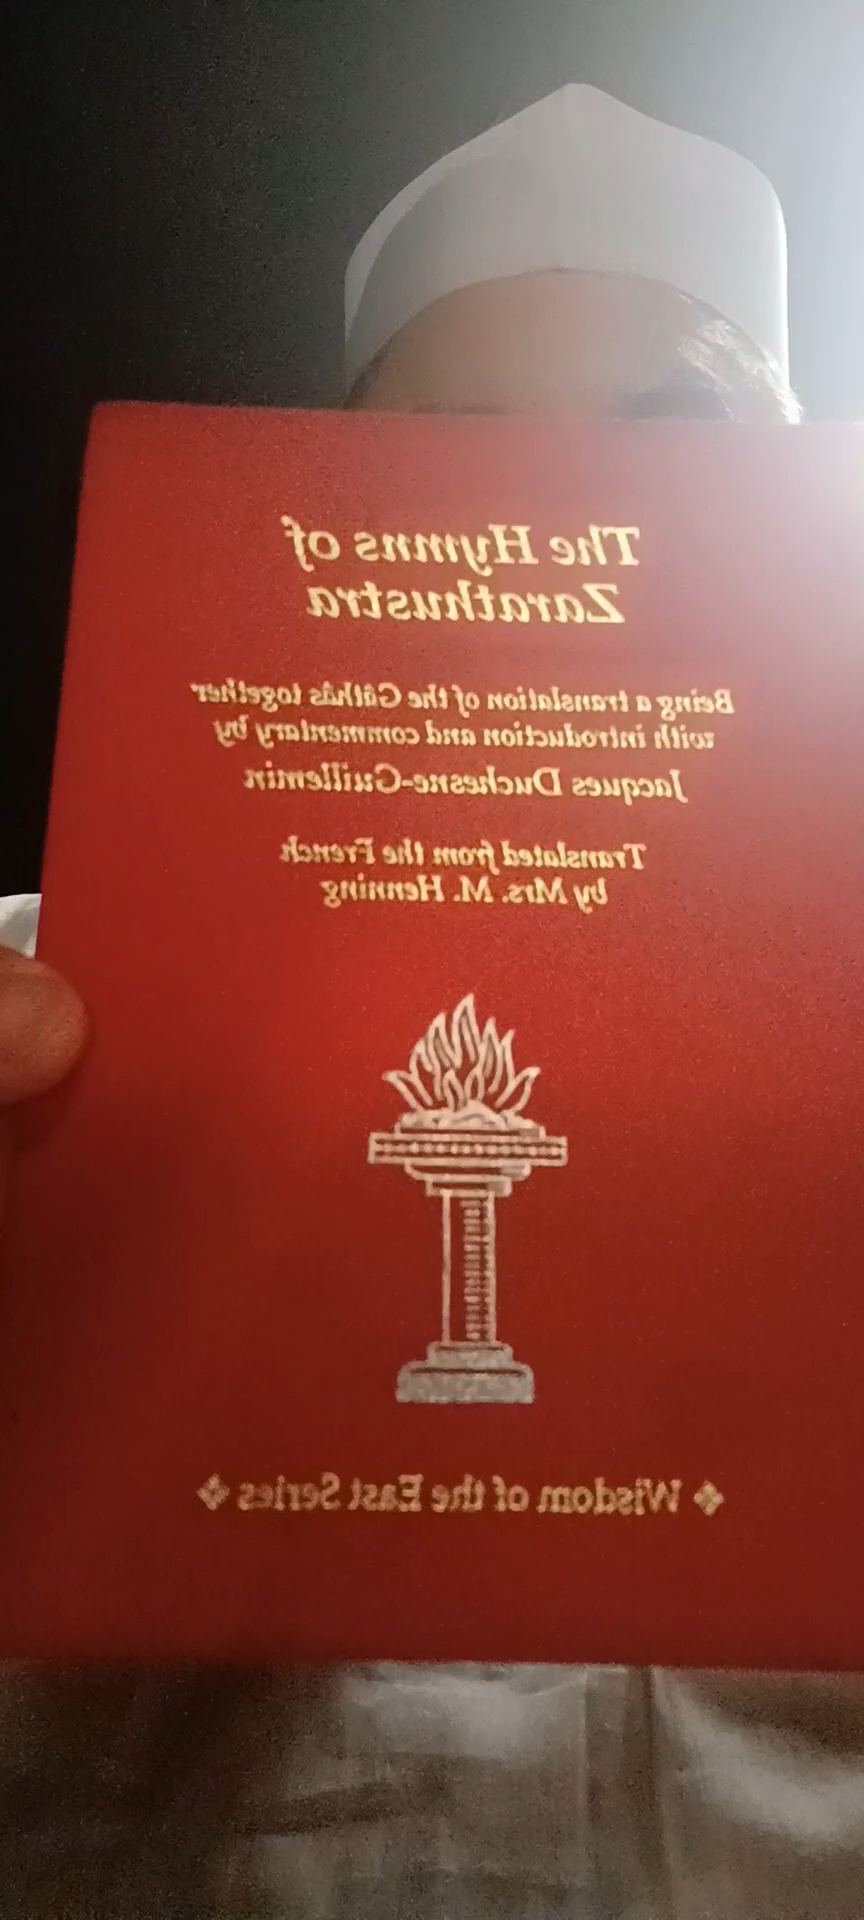 The Hymns of
Zarathustra
Being a translation of the Gâthâs together
with introduction and commentary by
Jacques Duchesne-Guillemin
Translated from the French
by Mrs. M. Henning
❖ Wisdom of the East Series ❖